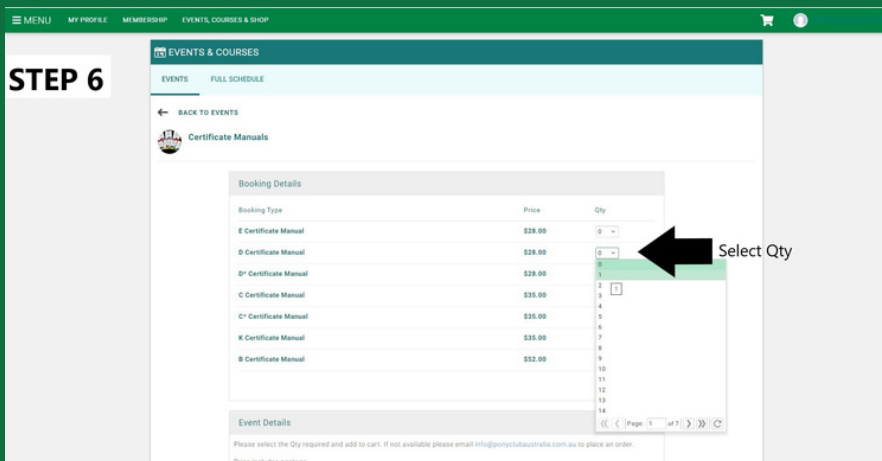 MENU MY PROFILE MEMBERSHIP EVENTS, COURSES & SHOP
EVENTS & COURSES
STEP 6
EVENTS FULL SCHEDULE
BACK TO EVENTS
Certificate Manuals
Booking Details
Booking Type Price Qty
E Certificate Manual $28.00 0
D Certificate Manual $28.00 0
Select Qty
D* Certificate Manual $28.00
C Certificate Manual $35.00
C* Certificate Manual $35.00
K Certificate Manual $35.00
B Certificate Manual $52.00
0
1
2
1
3
4
5
6
7
8
9
10
11
12
13
14
Page: 1 of 7
Event Details
Please select the Qty required and add to cart. If not available please email info@ponyclubaustralia.com.au to place an order.